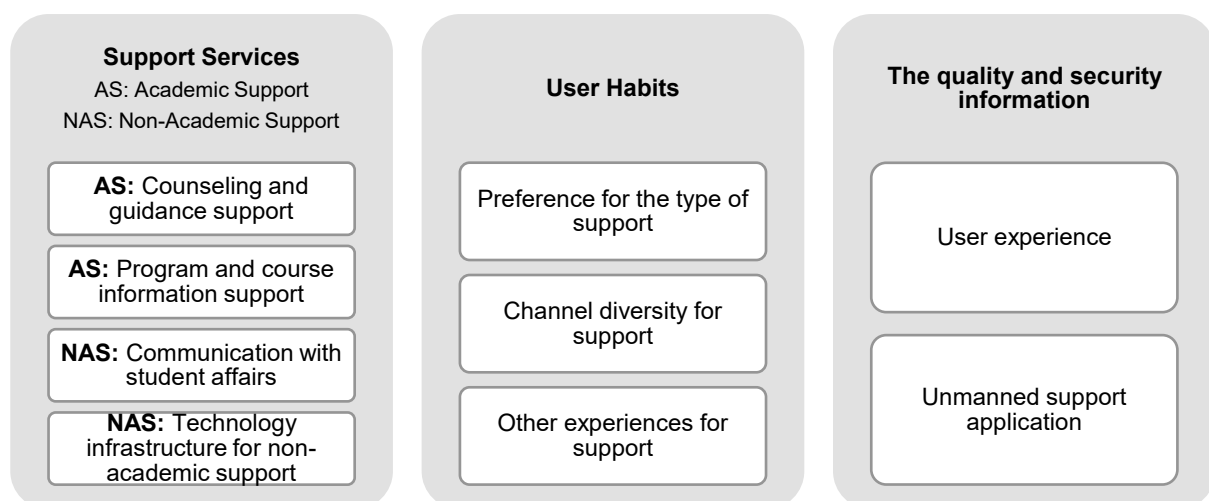 Support Services
AS: Academic Support
NAS: Non-Academic Support
AS: Counseling and
guidance support
AS: Program and course
information support
NAS: Communication with
student affairs
NAS: Technology
infrastructure for non-
academic support
User Habits
Preference for the type of
support
Channel diversity for
support
Other experiences for
support
The quality and security
information
User experience
Unmanned support
application